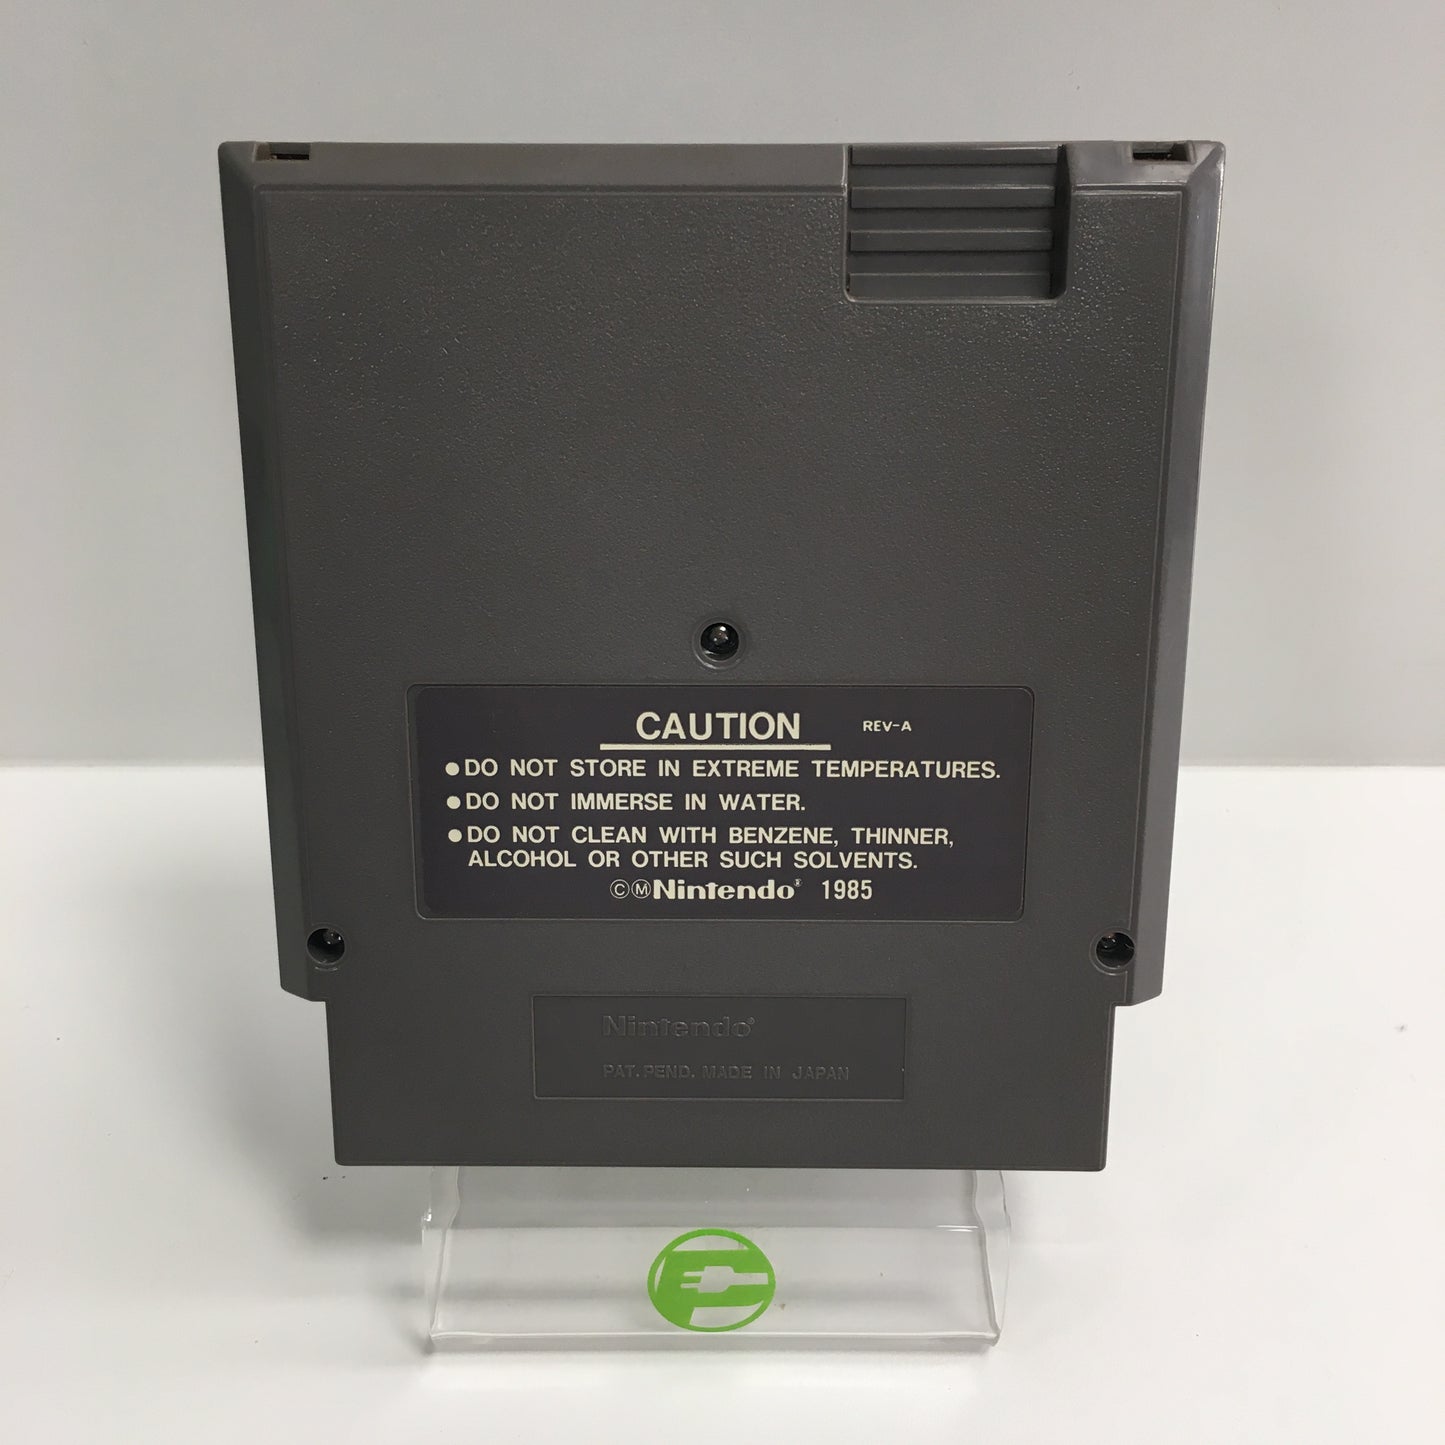 CAUTION REV-A
●DO NOT STORE IN EXTREME TEMPERATURES.
●DO NOT IMMERSE IN WATER.
●DO NOT CLEAN WITH BENZENE, THINNER,
ALCOHOL OR OTHER SUCH SOLVENTS.
©ⓂNintendo® 1985
Nintendo®
PAT. PEND. MADE IN JAPAN